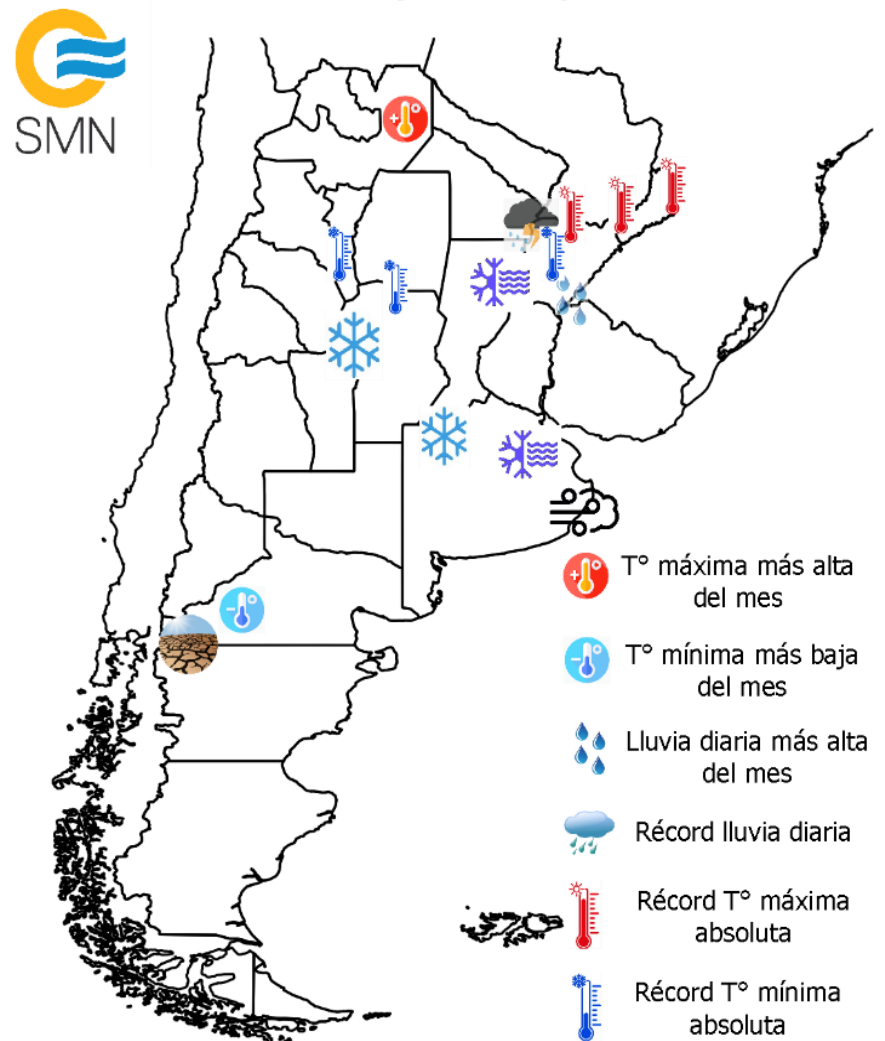 SMN
T° máxima más alta
del mes
T° mínima más baja
del mes
Lluvia diaria más alta
del mes
Récord lluvia diaria
Récord T° máxima
absoluta
Récord T° mínima
absoluta